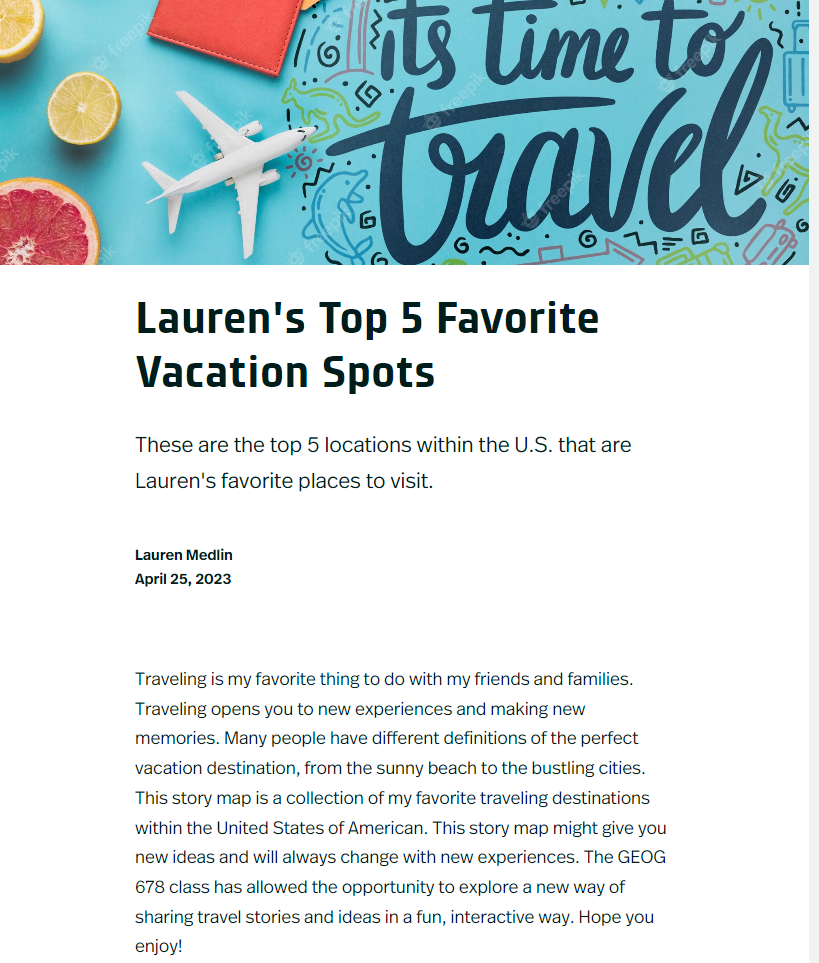 its time to
travel
freepik
freepik
freepik
freepik
freepik
freepik
Lauren's Top 5 Favorite
Vacation Spots
These are the top 5 locations within the U.S. that are
Lauren's favorite places to visit.
Lauren Medlin
April 25, 2023
Traveling is my favorite thing to do with my friends and families.
Traveling opens you to new experiences and making new
memories. Many people have different definitions of the perfect
vacation destination, from the sunny beach to the bustling cities.
This story map is a collection of my favorite traveling destinations
within the United States of American. This story map might give you
new ideas and will always change with new experiences. The GEOG
678 class has allowed the opportunity to explore a new way of
sharing travel stories and ideas in a fun, interactive way. Hope you
enjoy!